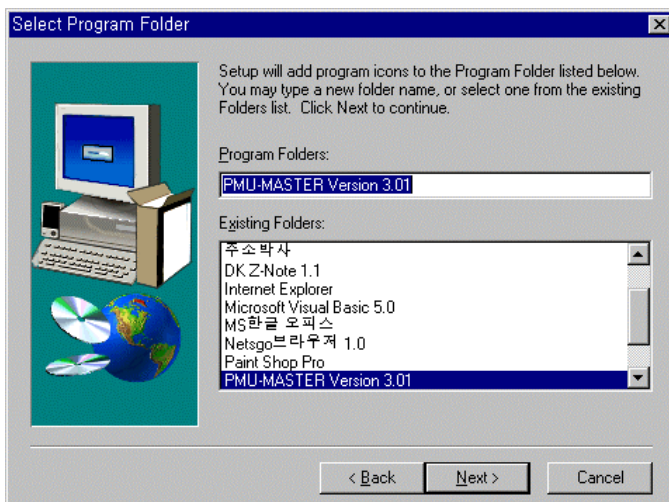 Select Program Folder
Setup will add program icons to the Program Folder listed below.
You may type a new folder name, or select one from the existing
Folders list. Click Next to continue.
Program Folders:
PMU-MASTER Version 3.01
Existing Folders:
주소박사
DK Z-Note 1.1
Internet Explorer
Microsoft Visual Basic 5.0
MS한글 오피스
Netsgo브라우저 1.0
Paint Shop Pro
PMU-MASTER Version 3.01
< Back
Next >
Cancel